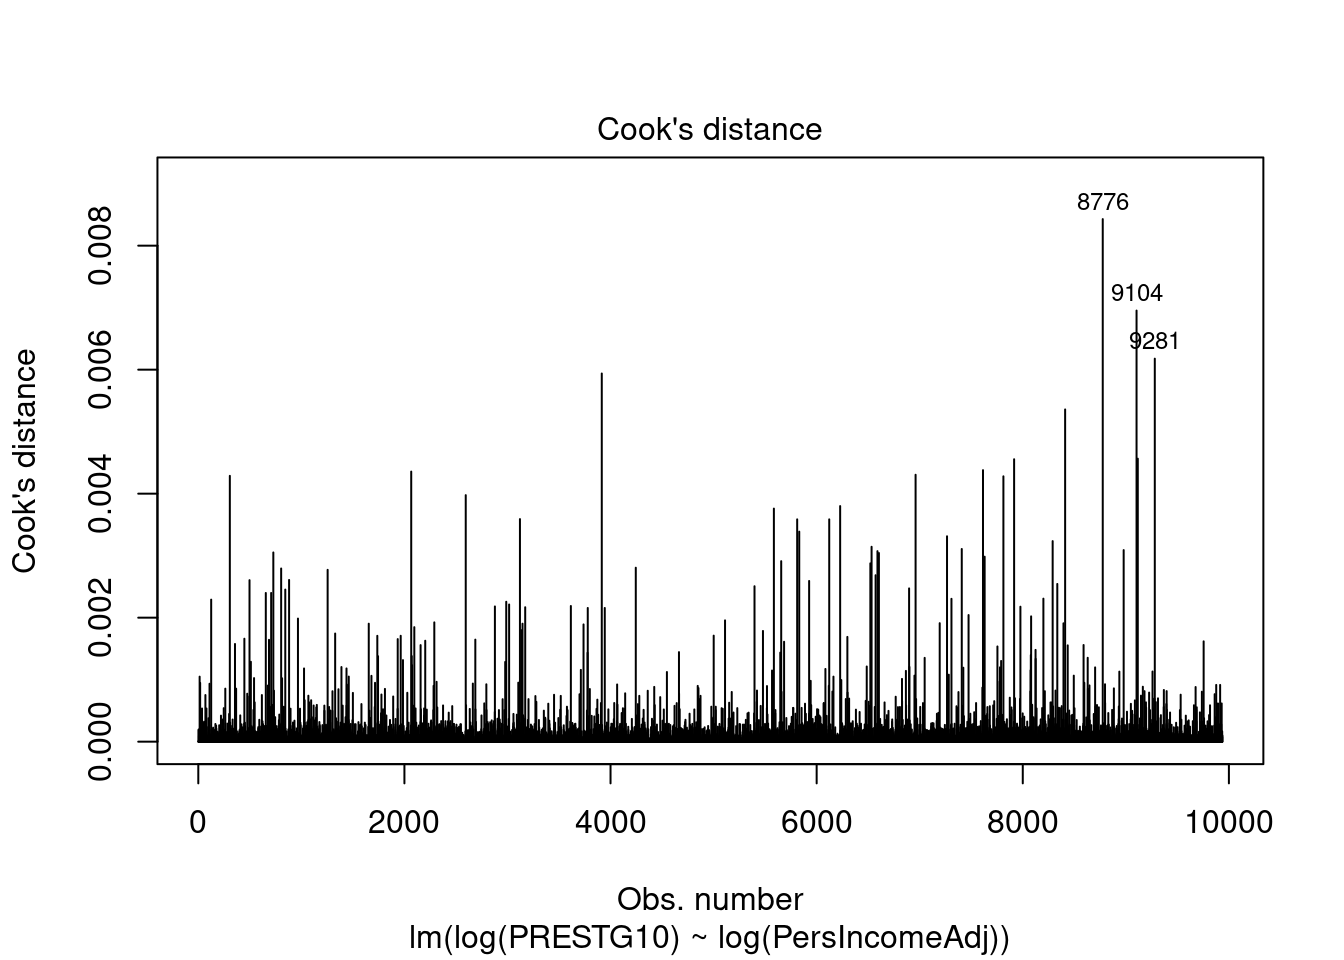 Cook's distance
8776
9104
9281
Cook's distance
0.008
0.006
0.004
0.002
0.000
0 2000 4000 6000 8000 10000
Obs. number
lm(log(PRESTG10) ~ log(PersIncomeAdj))